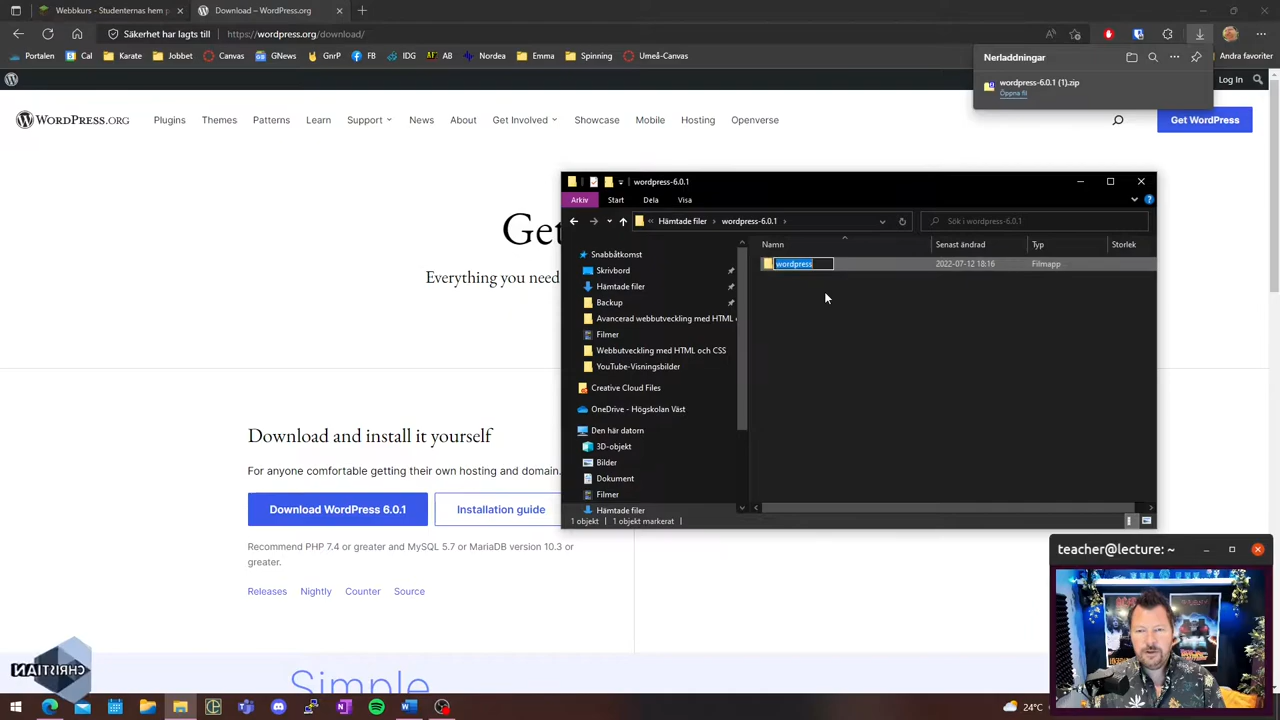 Webbkurs - Studenternas hem p
Download – WordPress.org
Säkerhet har lagts till
https://wordpress.org/download/
Portalen
Cal
Karate
Jobbet
Canvas
GNews
GrnP
FB
IDG
AB
Nordea
Emma
Spinning
Umeå-Canvas
Andra favoriter
Nerladdningar
wordpress-6.0.1 (1).zip
Öppna fil
Log In
WORDPRESS.ORG
Plugins
Themes
Patterns
Learn
Support
News
About
Get Involved
Showcase
Mobile
Hosting
Openverse
Get WordPress
Get
Everything you need
wordpress-6.0.1
Arkiv
Start
Dela
Visa
Hämtade filer
wordpress-6.0.1
Sök i wordpress-6.0.1
Namn
Senast ändrad
Typ
Storlek
wordpress
2022-07-12 18:16
Filmapp
Snabbåtkomst
Skrivbord
Hämtade filer
Backup
Avancerad webbutveckling med HTML
Filmer
Webbutveckling med HTML och CSS
YouTube-Visningsbilder
Creative Cloud Files
OneDrive - Högskolan Väst
Den här datorn
3D-objekt
Bilder
Dokument
Filmer
Hämtade filer
1 objekt
1 objekt markerat
Download and install it yourself
For anyone comfortable getting their own hosting and domain.
Download WordPress 6.0.1
Installation guide
Recommend PHP 7.4 or greater and MySQL 5.7 or MariaDB version 10.3 or
greater.
Releases
Nightly
Counter
Source
Simple
teacher@lecture: ~
CHRISTIAN
24°C